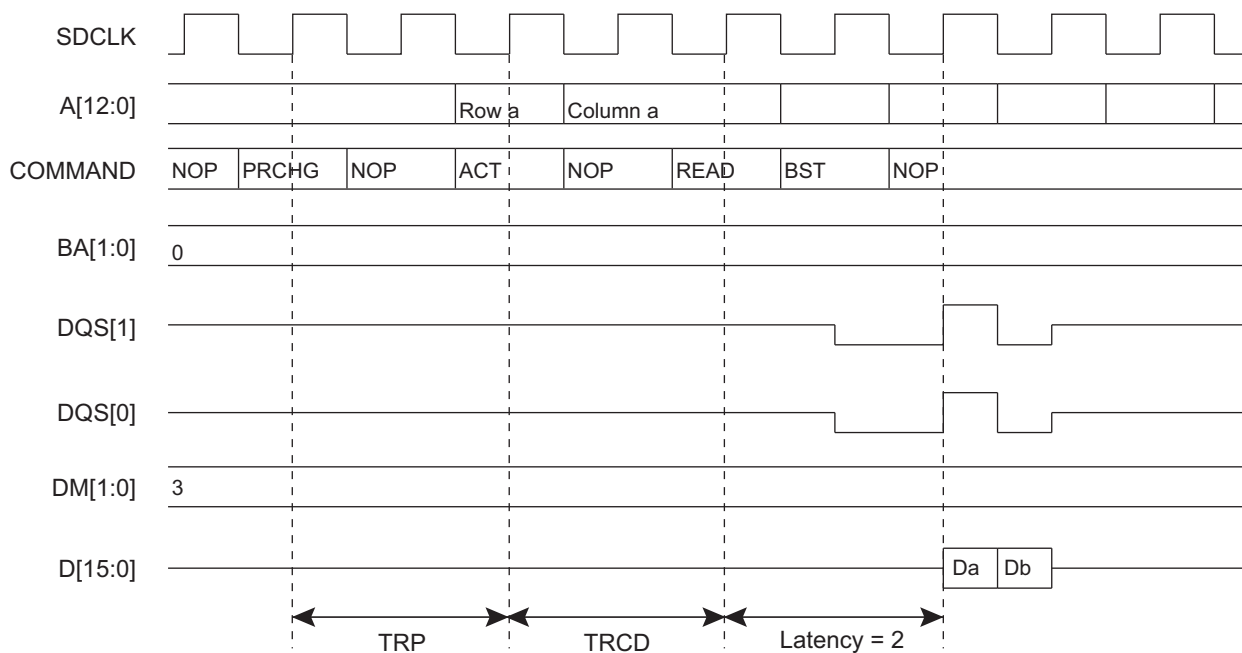 SDCLK
A[12:0] Row a Column a
COMMAND NOP PRCHG NOP ACT NOP READ BST NOP
BA[1:0] 0
DQS[1]
DQS[0]
DM[1:0] 3
D[15:0] Da Db
TRP TRCD Latency = 2